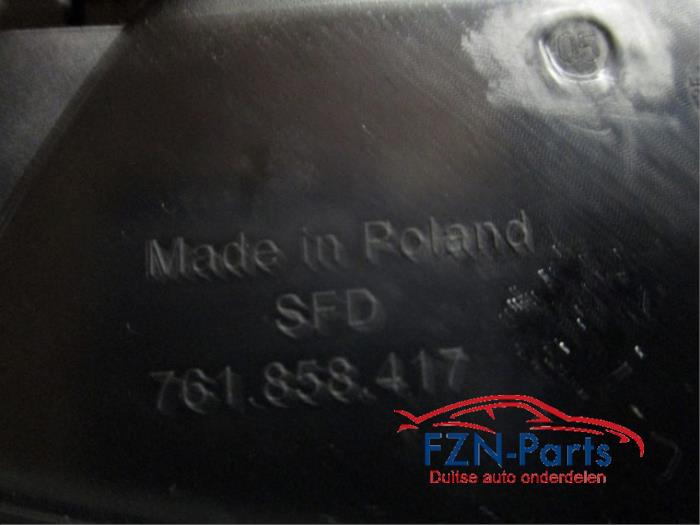 Made in Poland
SFD
761.858.417
FZN-Parts
Duitse auto onderdelen